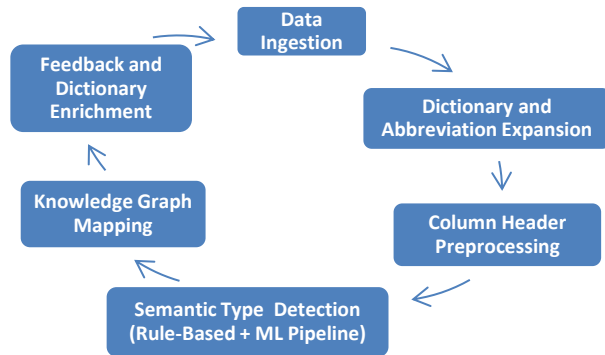 Data
Ingestion
Dictionary and
Abbreviation Expansion
Column Header
Preprocessing
Semantic Type Detection
(Rule-Based + ML Pipeline)
Knowledge Graph
Mapping
Feedback and
Dictionary
Enrichment